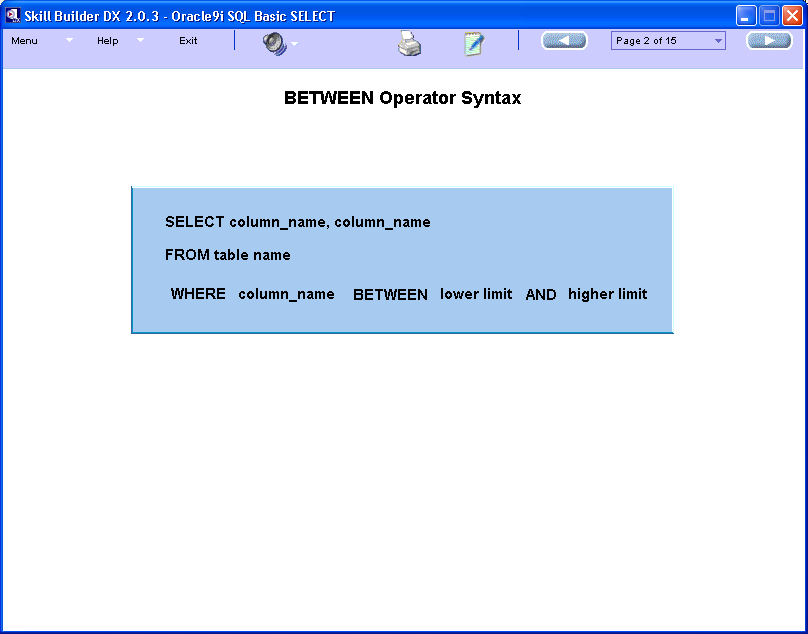 Skill Builder DX 2.0.3 - Oracle9i SQL Basic SELECT
Menu Help Exit Page 2 of 15
BETWEEN Operator Syntax
SELECT column_name, column_name
FROM table name
WHERE column_name BETWEEN lower limit AND higher limit